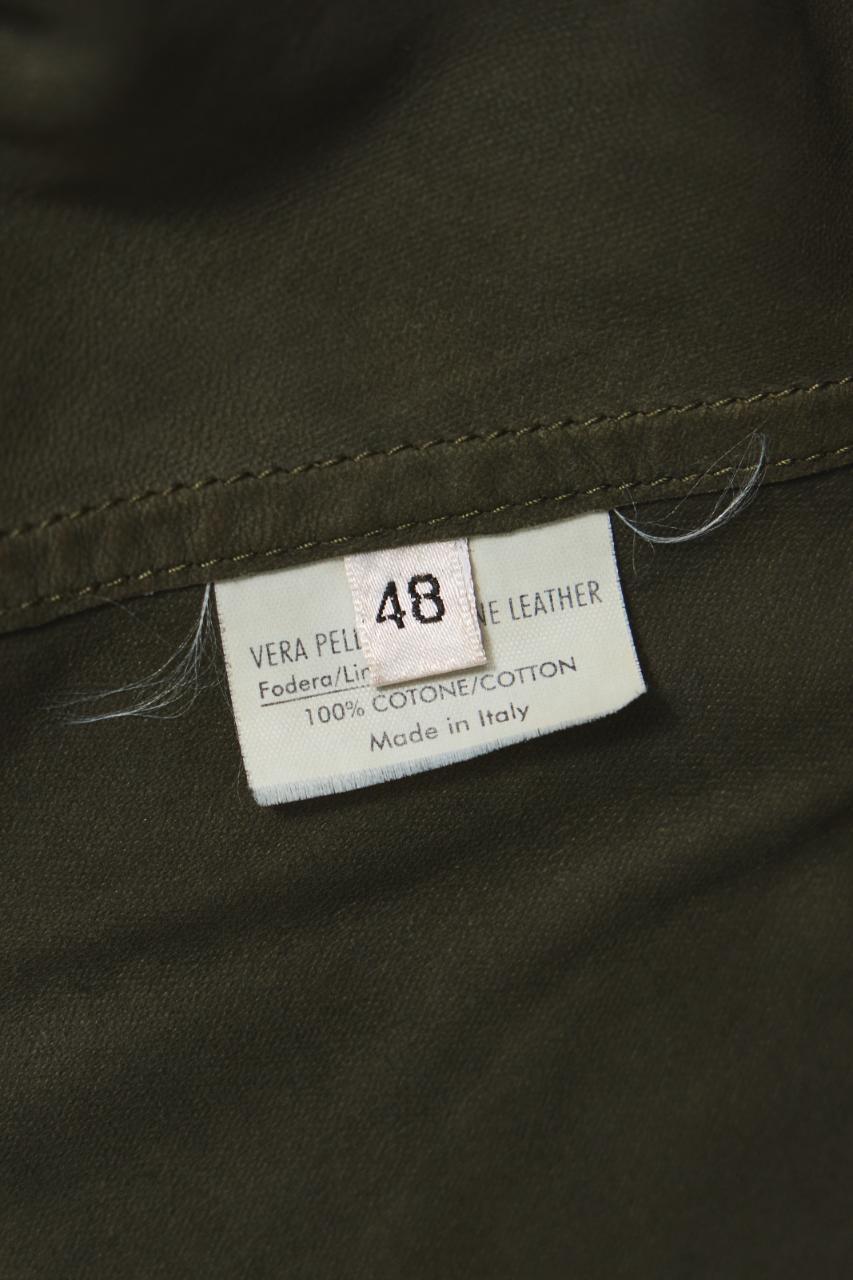 48
VERA PELL NE LEATHER
Fodera/Lin
100% COTONE/COTTON
Made in Italy